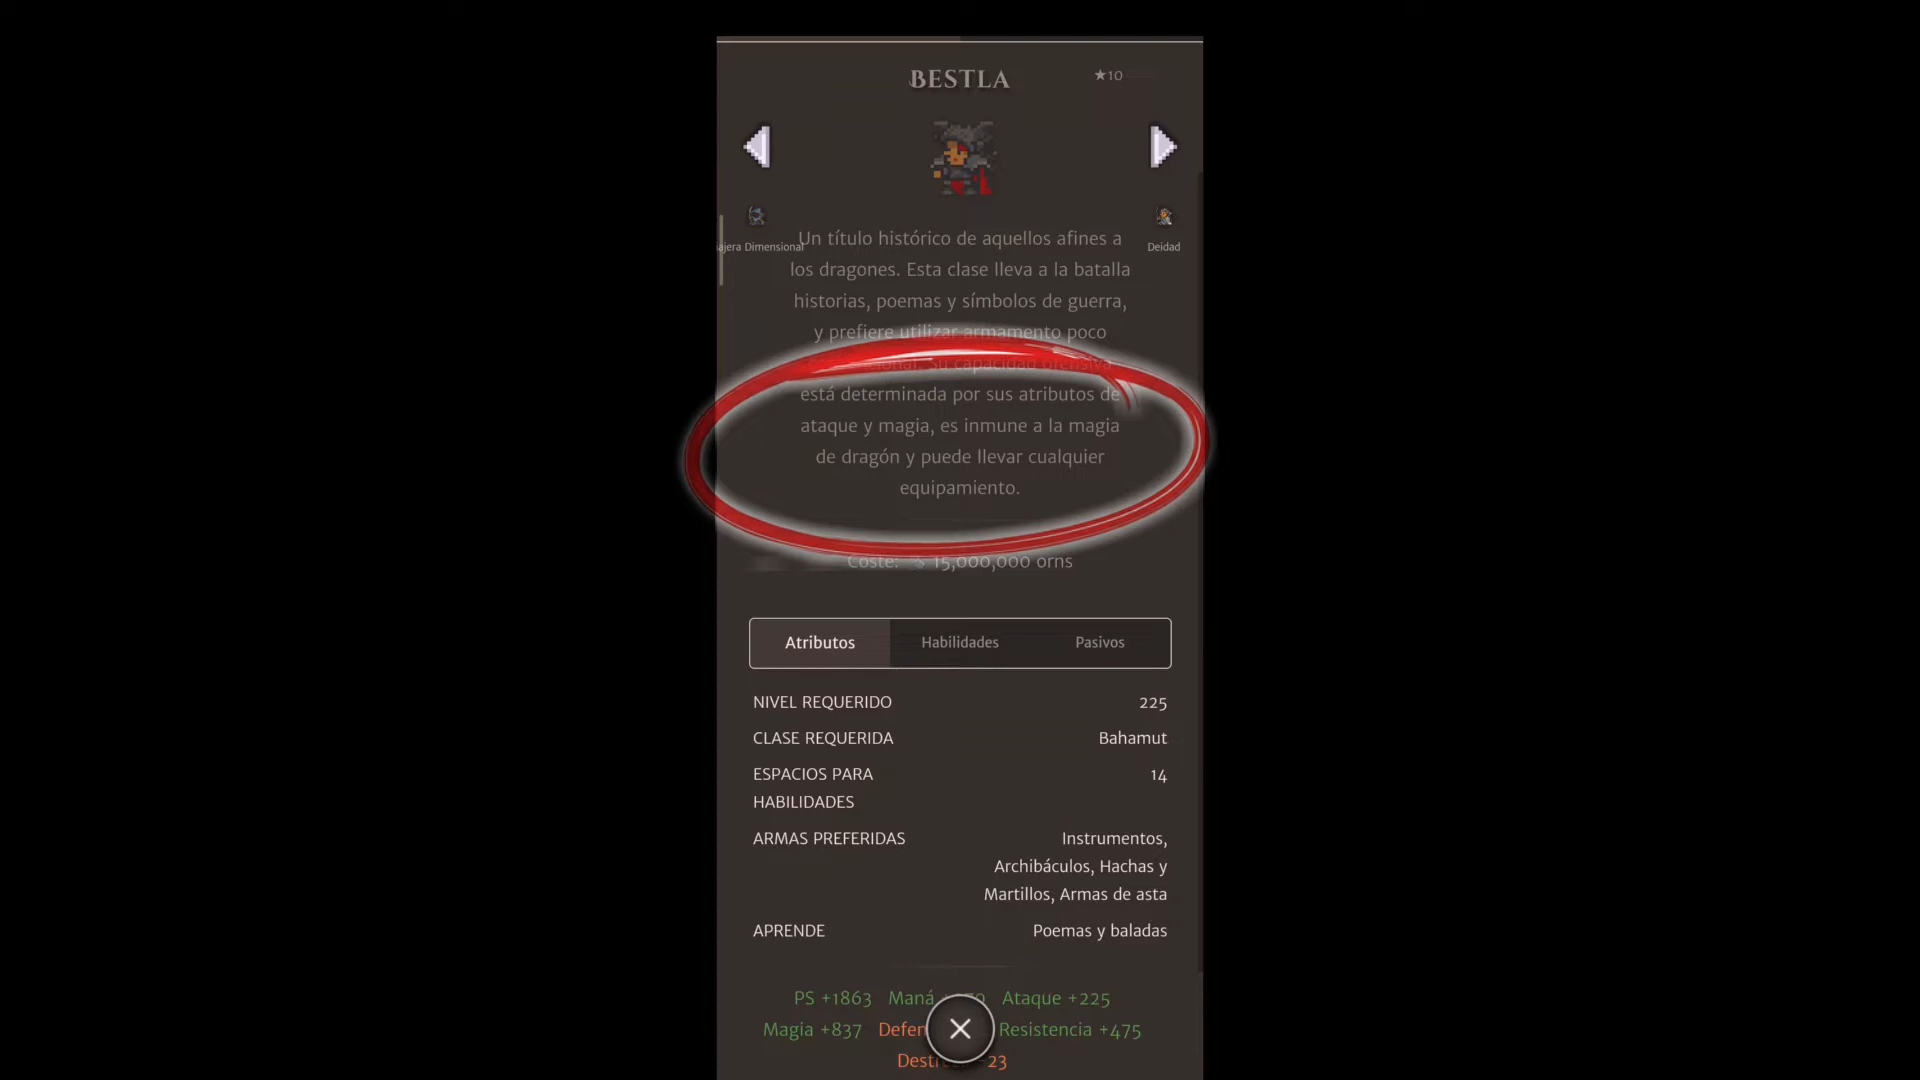 BESTLA
★10
ajera Dimensional
Deidad
Un título histórico de aquellos afines a
los dragones. Esta clase lleva a la batalla
historias, poemas y símbolos de guerra,
y prefiere utilizar armamento poco
Su capacidad ofensiva
está determinada por sus atributos de
ataque y magia, es inmune a la magia
de dragón y puede llevar cualquier
equipamiento.
Coste: 15,000,000 orns
Atributos Habilidades Pasivos
NIVEL REQUERIDO 225
CLASE REQUERIDA Bahamut
ESPACIOS PARA HABILIDADES 14
ARMAS PREFERIDAS Instrumentos,
Archibáculos, Hachas y
Martillos, Armas de asta
APRENDE Poemas y baladas
PS +1863 Maná Ataque +225
Magia +837 Resistencia +475
23